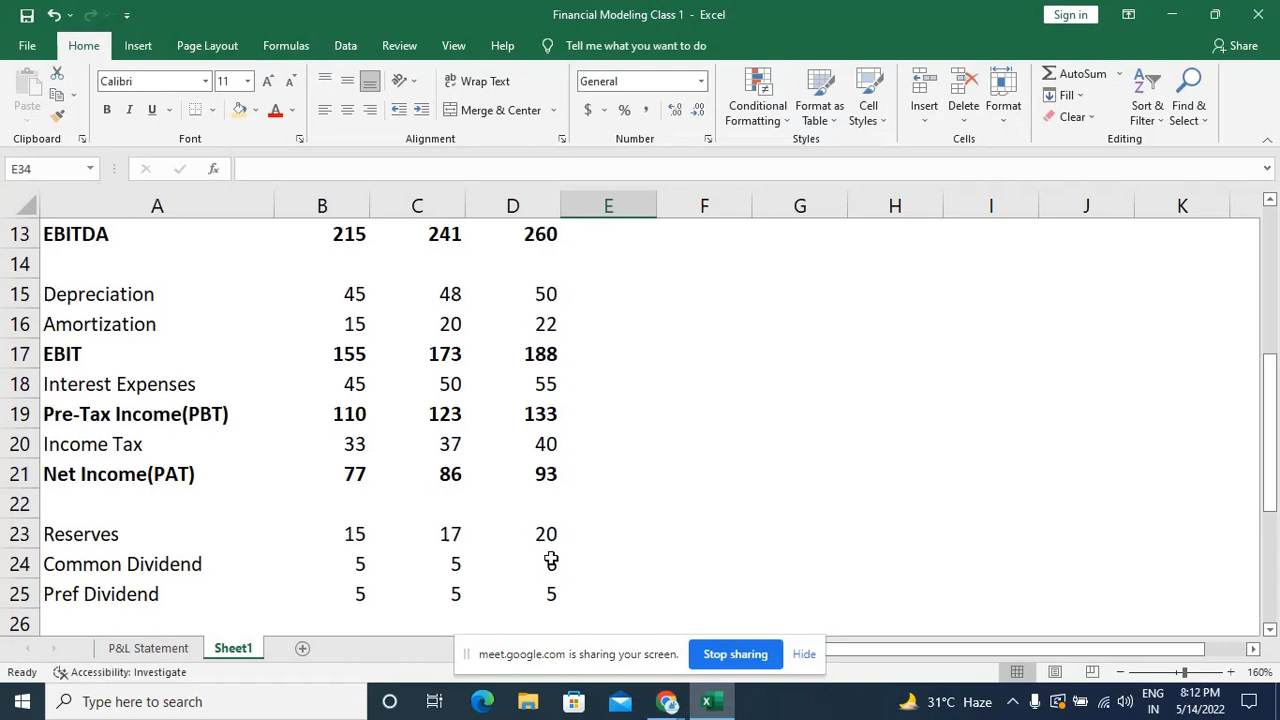 Financial Modeling Class 1 - Excel
Sign in
File Home Insert Page Layout Formulas Data Review View Help Tell me what you want to do Share
Paste
Calibri 11
B I U
Wrap Text
Merge & Center
General
$ % ,
Conditional Formatting
Format as Table
Cell Styles
Insert Delete Format
AutoSum
Fill
Clear
Sort & Filter
Find & Select
Clipboard Font Alignment Number Styles Cells Editing
E34 fx
A B C D E F G H I J K
13 EBITDA 215 241 260
14
15 Depreciation 45 48 50
16 Amortization 15 20 22
17 EBIT 155 173 188
18 Interest Expenses 45 50 55
19 Pre-Tax Income(PBT) 110 123 133
20 Income Tax 33 37 40
21 Net Income(PAT) 77 86 93
22
23 Reserves 15 17 20
24 Common Dividend 5 5
25 Pref Dividend 5 5 5
26
P&L Statement Sheet1
meet.google.com is sharing your screen. Stop sharing Hide
Ready Accessibility: Investigate 160%
Type here to search
31°C Haze
ENG
IN
8:12 PM
5/14/2022